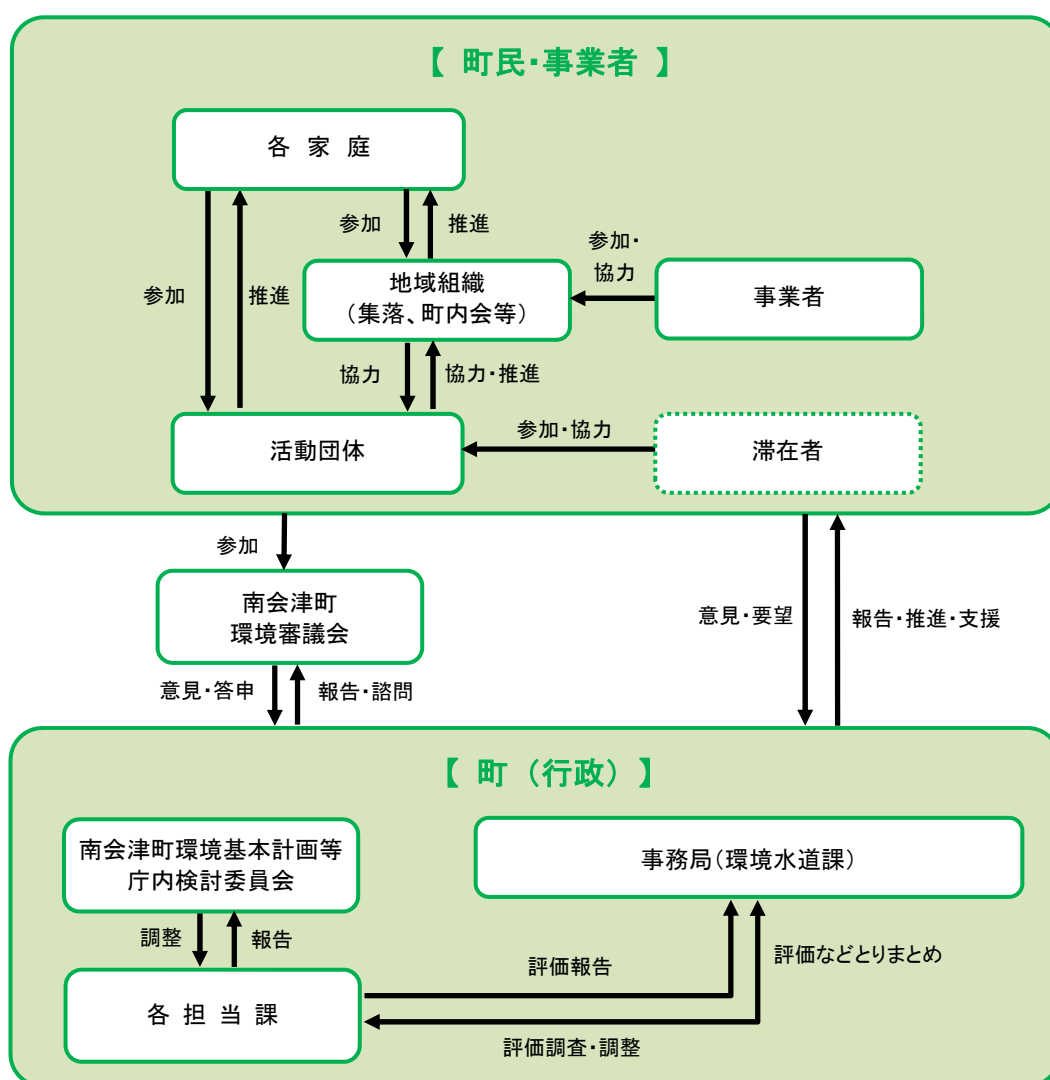 【 町民・事業者 】
各 家 庭
参加
推進
参加・
協力
参加
推進
地域組織
（集落、町内会等）
事業者
協力
協力・推進
活動団体
参加・協力
滞在者
参加
南会津町
環境審議会
意見・要望
報告・推進・支援
意見・答申
報告・諮問
【 町 （行政） 】
南会津町環境基本計画等
庁内検討委員会
事務局（環境水道課）
調整
報告
評価報告
評価などとりまとめ
各 担 当 課
評価調査・調整